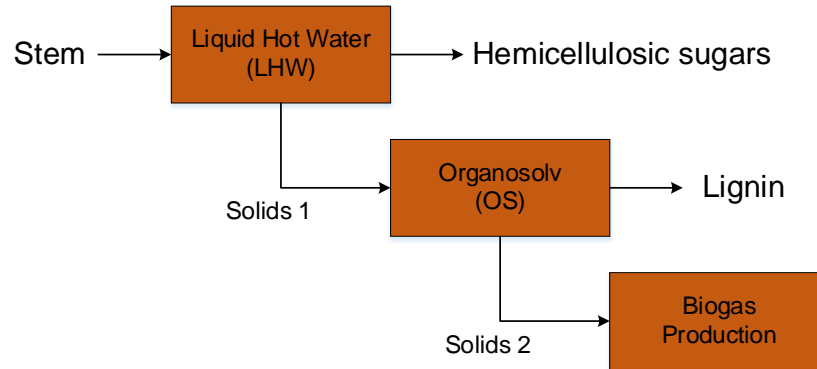 Stem
Liquid Hot Water
(LHW)
Hemicellulosic sugars
Solids 1
Organosolv
(OS)
Lignin
Solids 2
Biogas
Production